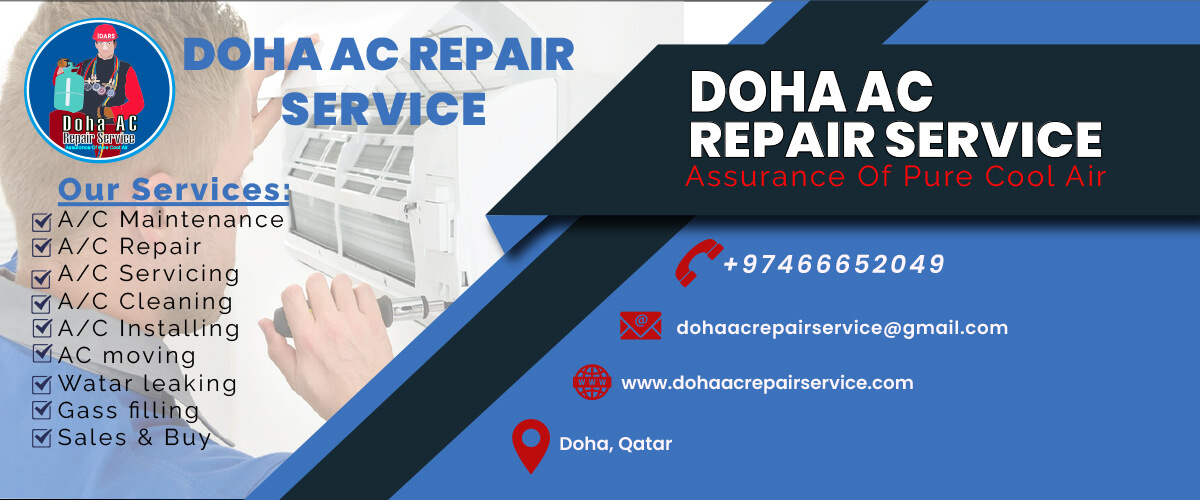 IDARS
Doha AC
Repair Service
Assurance Of Pure Cool Air
DOHA AC REPAIR
SERVICE
Our Services:
A/C Maintenance
A/C Repair
A/C Servicing
A/C Cleaning
A/C Installing
AC moving
Watar leaking
Gass filling
Sales & Buy
DOHA AC
REPAIR SERVICE
Assurance Of Pure Cool Air
+97466652049
@
dohaacrepairservice@gmail.com
WWW
www.dohaacrepairservice.com
Doha, Qatar